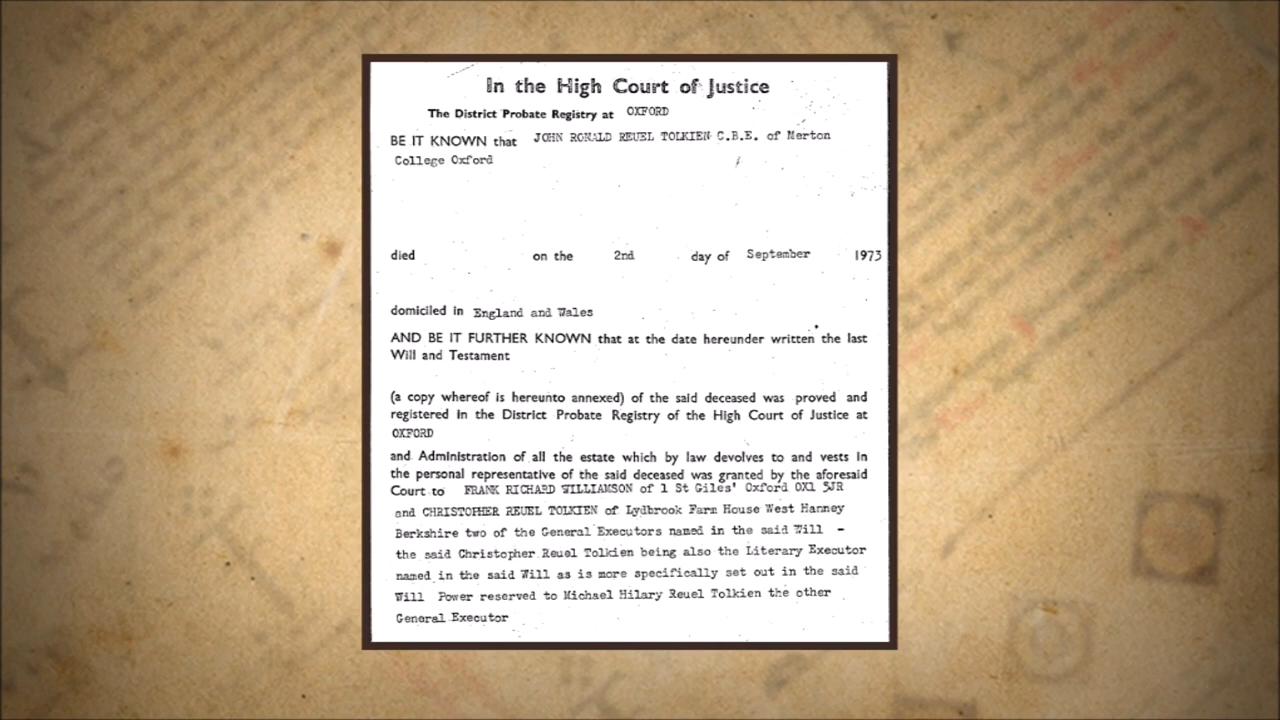 In the High Court of Justice
The District Probate Registry at OXFORD
BE IT KNOWN that JOHN RONALD REUEL TOLKIEN C.B.E. of Merton
College Oxford
died on the 2nd day of September 1973
domiciled in England and Wales
AND BE IT FURTHER KNOWN that at the date hereunder written the last
Will and Testament
(a copy whereof is hereunto annexed) of the said deceased was proved and
registered in the District Probate Registry of the High Court of Justice at
OXFORD
and Administration of all the estate which by law devolves to and vests in
the personal representative of the said deceased was granted by the aforesaid
Court to FRANK RICHARD WILLIAMSON of 1 St Giles' Oxford OX1 3JR
and CHRISTOPHER REUEL TOLKIEN of Lydbrook Farm House West Hanney
Berkshire two of the General Executors named in the said Will -
the said Christopher Reuel Tolkien being also the Literary Executor
named in the said Will as is more specifically set out in the said
Will Power reserved to Michael Hilary Reuel Tolkien the other
General Executor